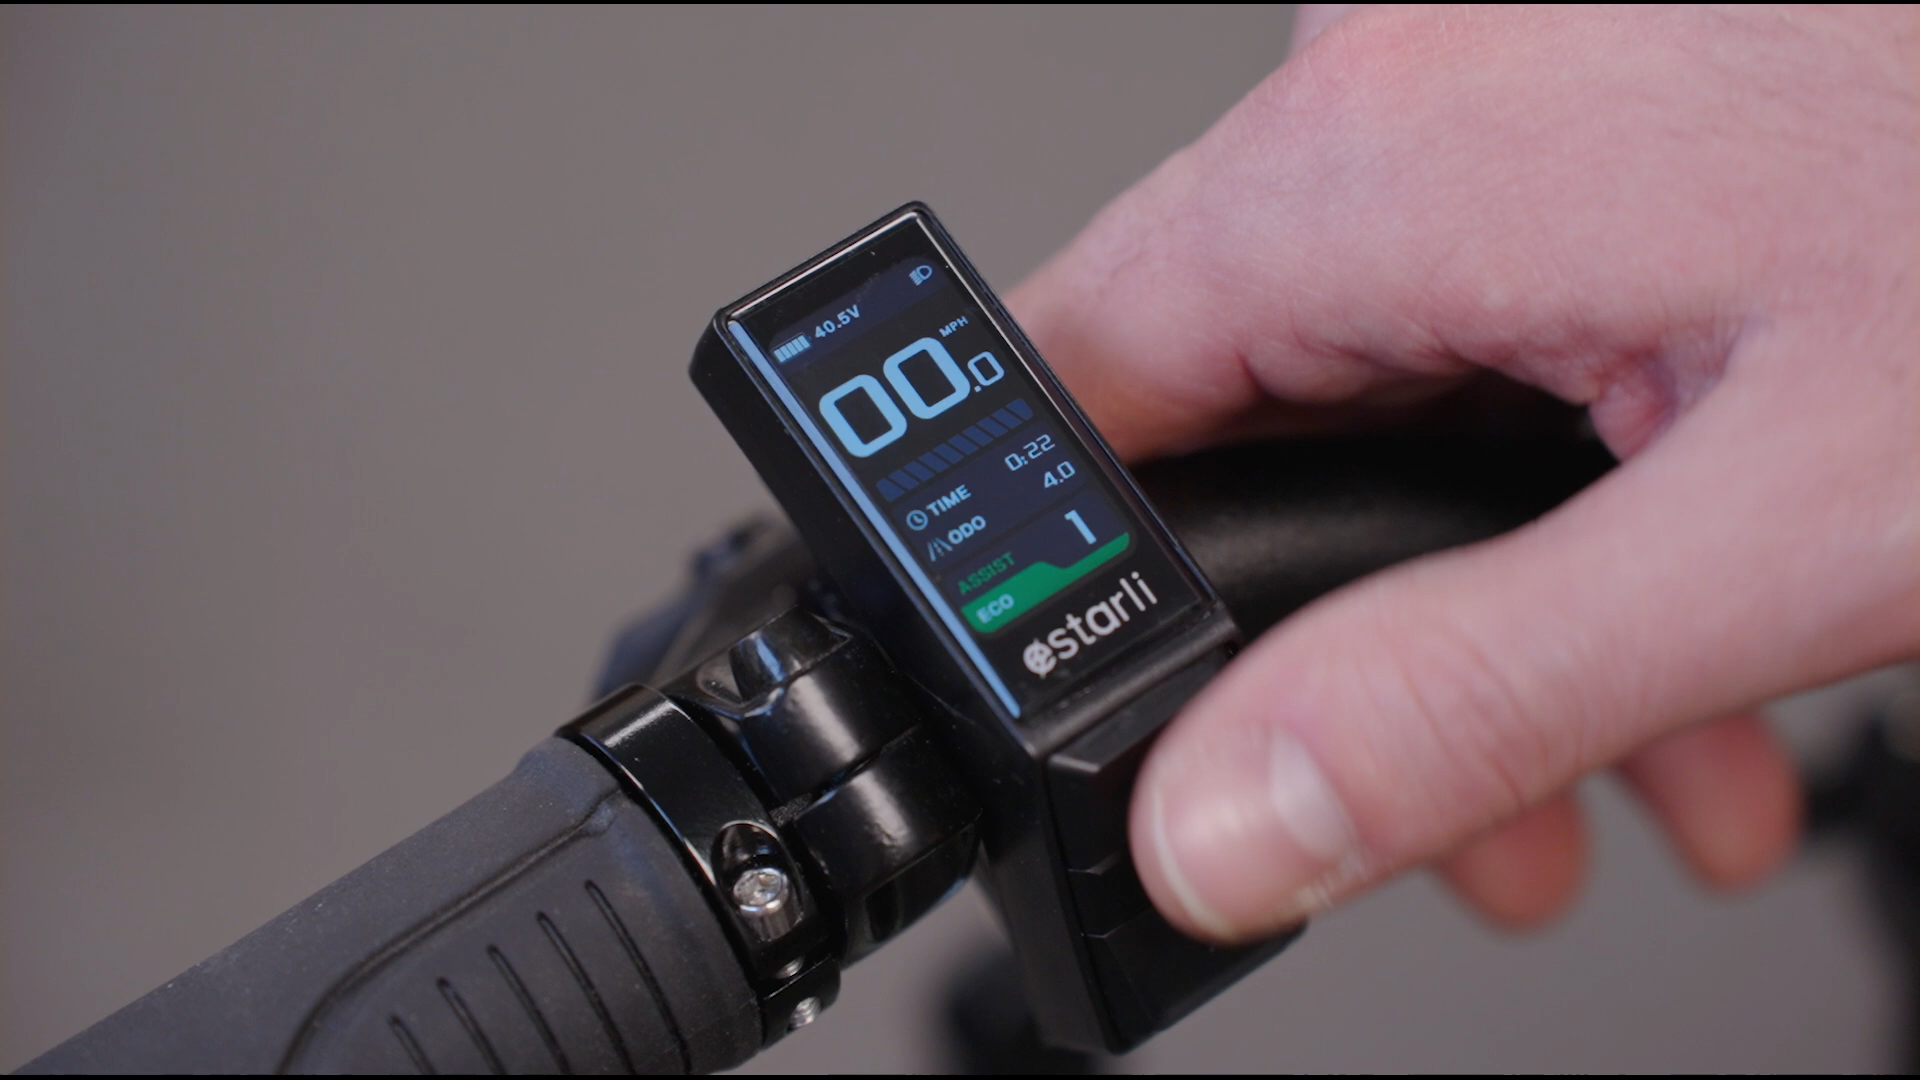 40.5V
MPH
00.0
TIME 0:22
ODO 4.0
ASSIST 1
ECO
estarli